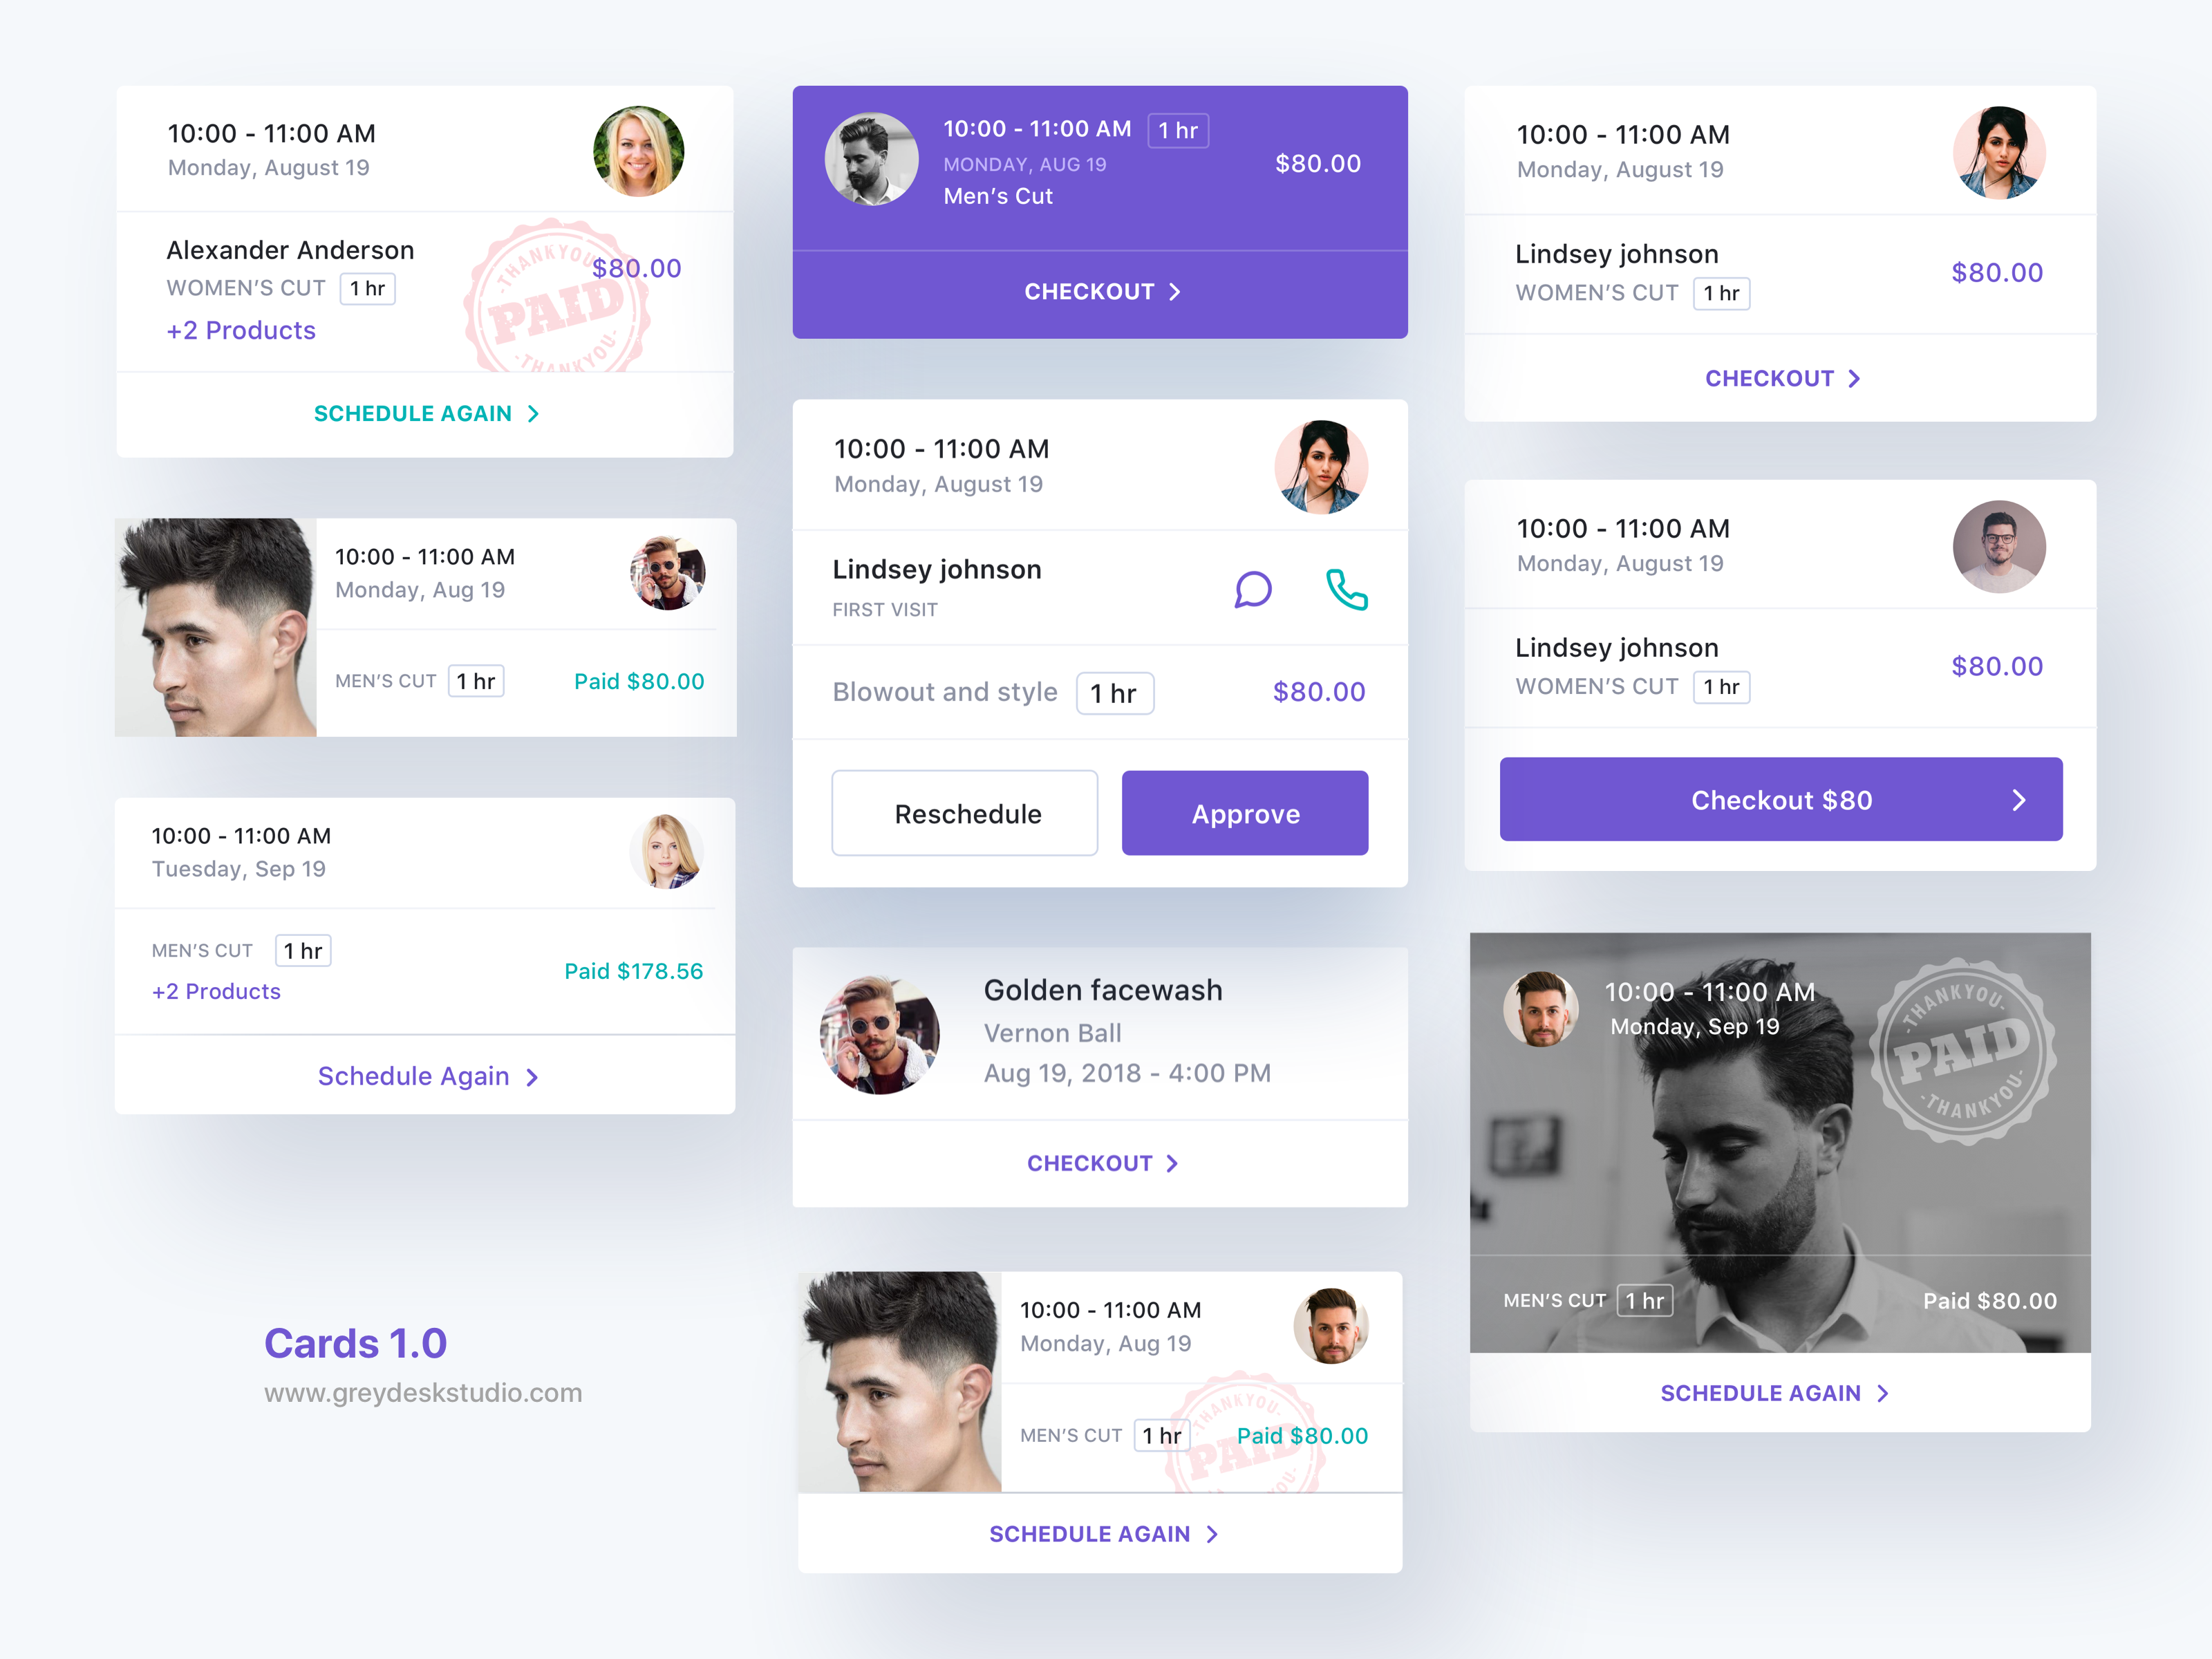 10:00 - 11:00 AM
Monday, August 19
Alexander Anderson
WOMEN'S CUT 1 hr
$80.00
+2 Products
-THANKYOU-
PAID
-THANKYOU-
SCHEDULE AGAIN >
10:00 - 11:00 AM
Monday, Aug 19
MEN'S CUT 1 hr Paid $80.00
10:00 - 11:00 AM
Tuesday, Sep 19
MEN'S CUT 1 hr
+2 Products
Paid $178.56
Schedule Again >
Cards 1.0
www.greydeskstudio.com
10:00 - 11:00 AM 1 hr
MONDAY, AUG 19
Men's Cut
$80.00
CHECKOUT >
10:00 - 11:00 AM
Monday, August 19
Lindsey johnson
FIRST VISIT
Blowout and style 1 hr $80.00
Reschedule Approve
Golden facewash
Vernon Ball
Aug 19, 2018 - 4:00 PM
CHECKOUT >
10:00 - 11:00 AM
Monday, Aug 19
MEN'S CUT 1 hr Paid $80.00
-THANKYOU-
PAID
SCHEDULE AGAIN >
10:00 - 11:00 AM
Monday, August 19
Lindsey johnson
WOMEN'S CUT 1 hr
$80.00
CHECKOUT >
10:00 - 11:00 AM
Monday, August 19
Lindsey johnson
WOMEN'S CUT 1 hr
$80.00
Checkout $80 >
10:00 - 11:00 AM
Monday, Sep 19
-THANKYOU-
PAID
-THANKYOU-
MEN'S CUT 1 hr Paid $80.00
SCHEDULE AGAIN >